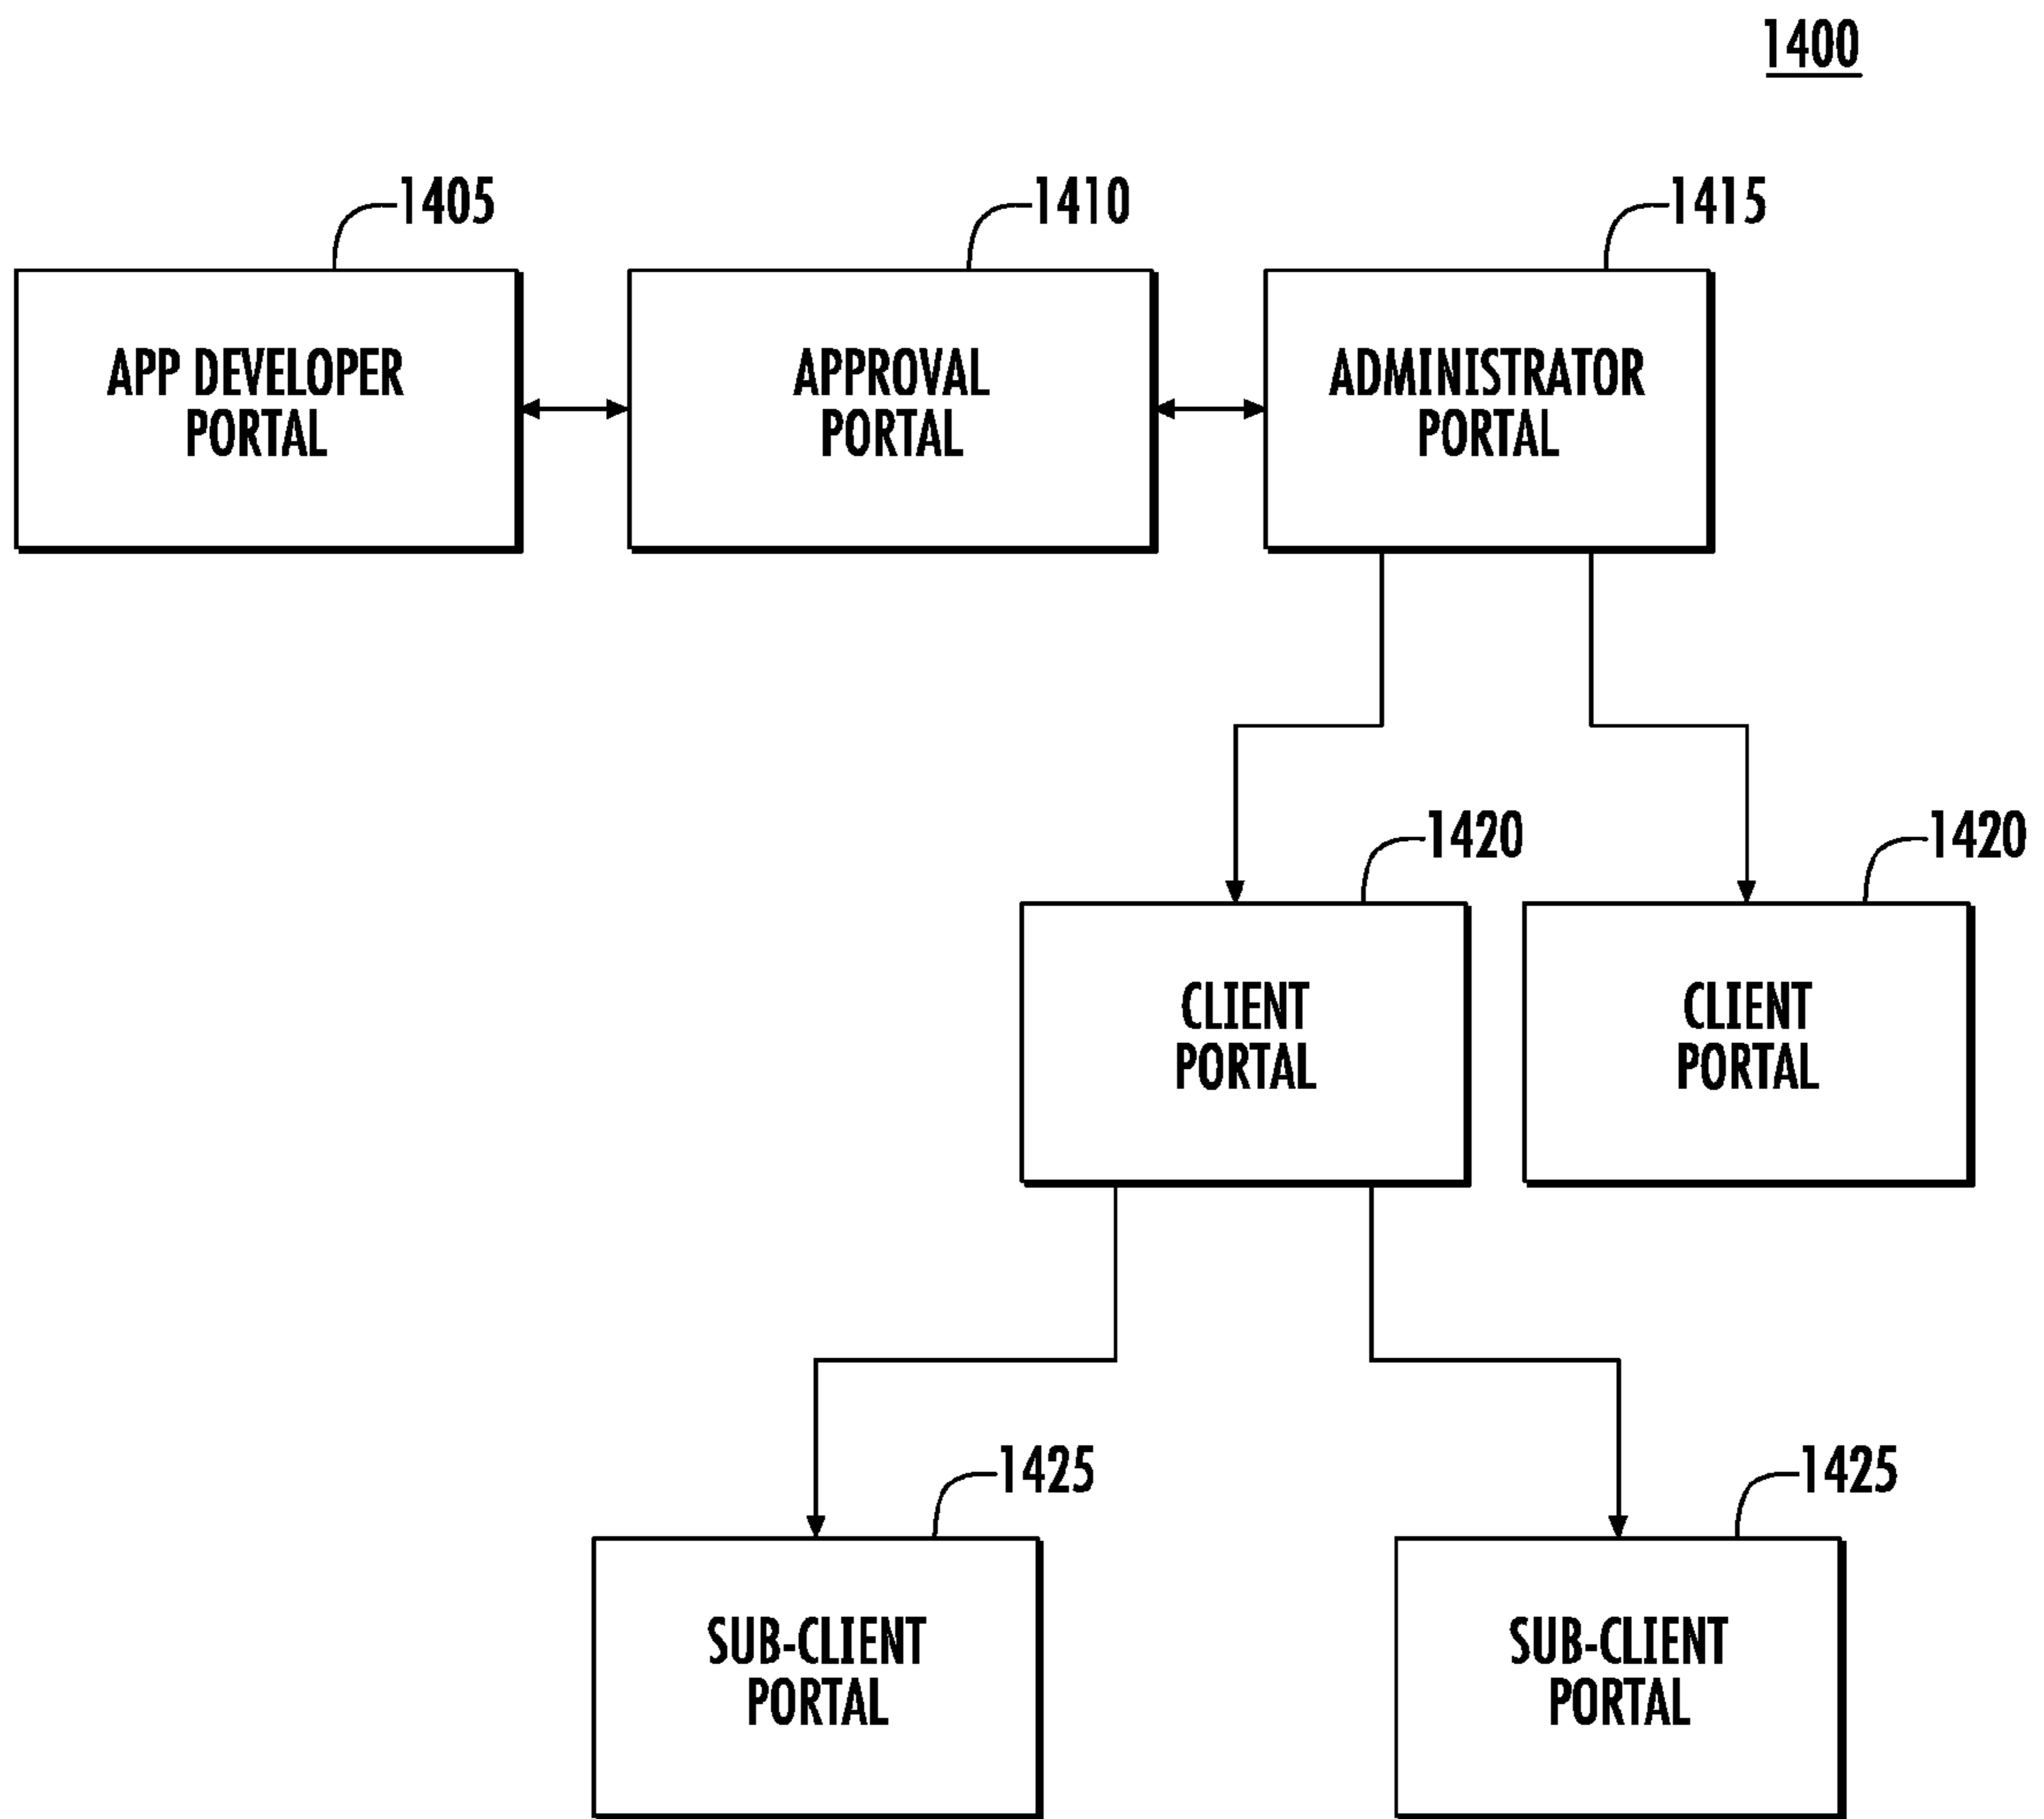 1400
1405
1410
1415
APP DEVELOPER
PORTAL
APPROVAL
PORTAL
ADMINISTRATOR
PORTAL
1420
1420
CLIENT
PORTAL
CLIENT
PORTAL
1425
1425
SUB-CLIENT
PORTAL
SUB-CLIENT
PORTAL